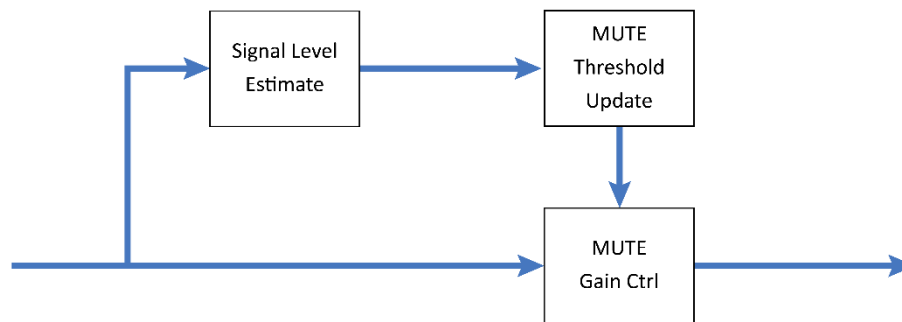 Signal Level
Estimate
MUTE
Threshold
Update
MUTE
Gain Ctrl